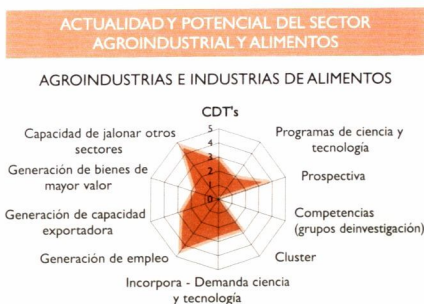 ACTUALIDAD Y POTENCIAL DEL SECTOR
AGROINDUSTRIAL Y ALIMENTOS
AGROINDUSTRIAS E INDUSTRIAS DE ALIMENTOS
CDT's
5
4
3
2
1
0
Programas de ciencia y
tecnología
Prospectiva
Competencias
(grupos deinvestigación)
Cluster
Incorpora - Demanda ciencia
y tecnología
Generación de empleo
Generación de capacidad
exportadora
Generación de bienes de
mayor valor
Capacidad de jalonar otros
sectores